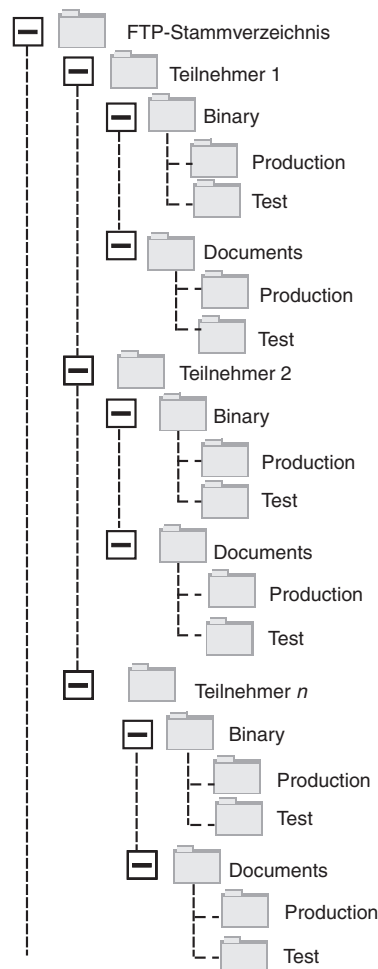 FTP-Stammverzeichnis
Teilnehmer 1
Binary
Production
Test
Documents
Production
Test
Teilnehmer 2
Binary
Production
Test
Documents
Production
Test
Teilnehmer n
Binary
Production
Test
Documents
Production
Test